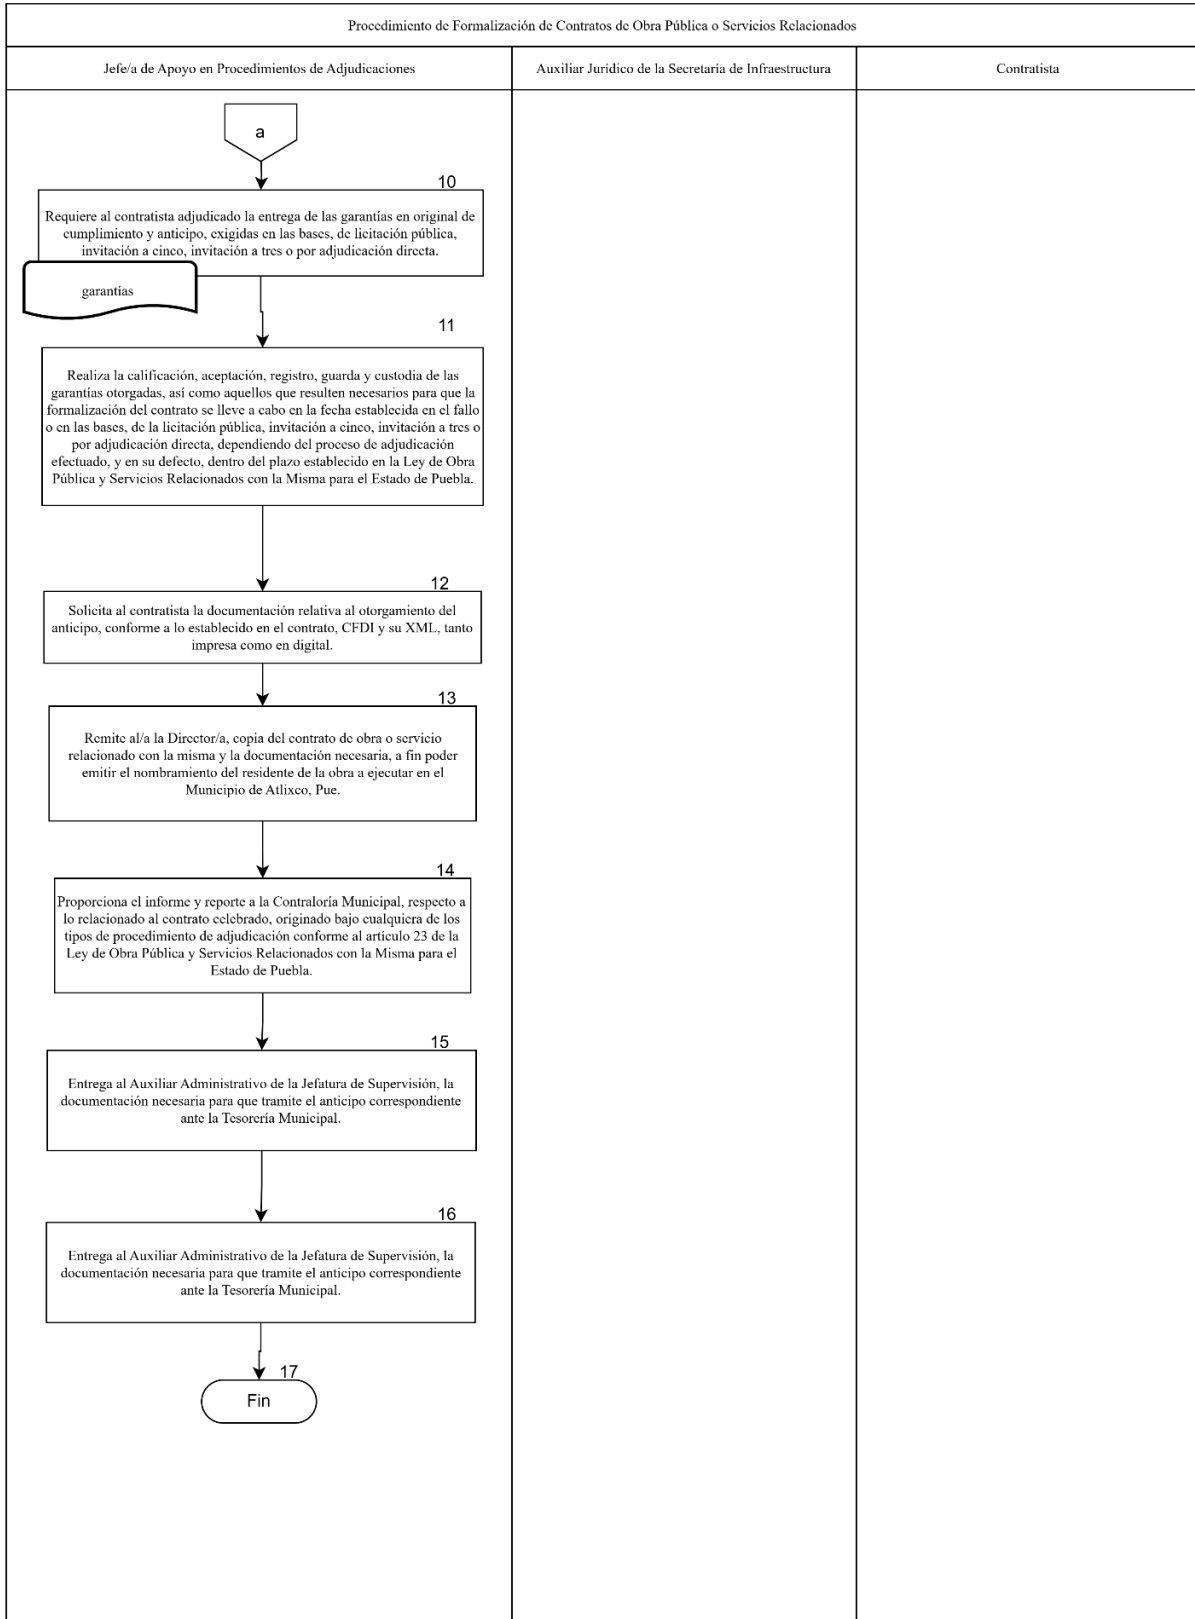 Procedimiento de Formalización de Contratos de Obra Pública o Servicios Relacionados
Jefe/a de Apoyo en Procedimientos de Adjudicaciones
Auxiliar Jurídico de la Secretaría de Infraestructura
Contratista
a
10
Requiere al contratista adjudicado la entrega de las garantías en original de
cumplimiento y anticipo, exigidas en las bases, de licitación pública,
invitación a cinco, invitación a tres o por adjudicación directa.
garantías
11
Realiza la calificación, aceptación, registro, guarda y custodia de las
garantías otorgadas, así como aquellos que resulten necesarios para que la
formalización del contrato se lleve a cabo en la fecha establecida en el fallo
o en las bases, de la licitación pública, invitación a cinco, invitación a tres o
por adjudicación directa, dependiendo del proceso de adjudicación
efectuado, y en su defecto, dentro del plazo establecido en la Ley de Obra
Pública y Servicios Relacionados con la Misma para el Estado de Puebla.
12
Solicita al contratista la documentación relativa al otorgamiento del
anticipo, conforme a lo establecido en el contrato, CFDI y su XML, tanto
impresa como en digital.
13
Remite al/a la Director/a, copia del contrato de obra o servicio
relacionado con la misma y la documentación necesaria, a fin poder
emitir el nombramiento del residente de la obra a ejecutar en el
Municipio de Atlixco, Pue.
14
Proporciona el informe y reporte a la Contraloría Municipal, respecto a
lo relacionado al contrato celebrado, originado bajo cualquiera de los
tipos de procedimiento de adjudicación conforme al artículo 23 de la
Ley de Obra Pública y Servicios Relacionados con la Misma para el
Estado de Puebla.
15
Entrega al Auxiliar Administrativo de la Jefatura de Supervisión, la
documentación necesaria para que tramite el anticipo correspondiente
ante la Tesorería Municipal.
16
Entrega al Auxiliar Administrativo de la Jefatura de Supervisión, la
documentación necesaria para que tramite el anticipo correspondiente
ante la Tesorería Municipal.
17
Fin